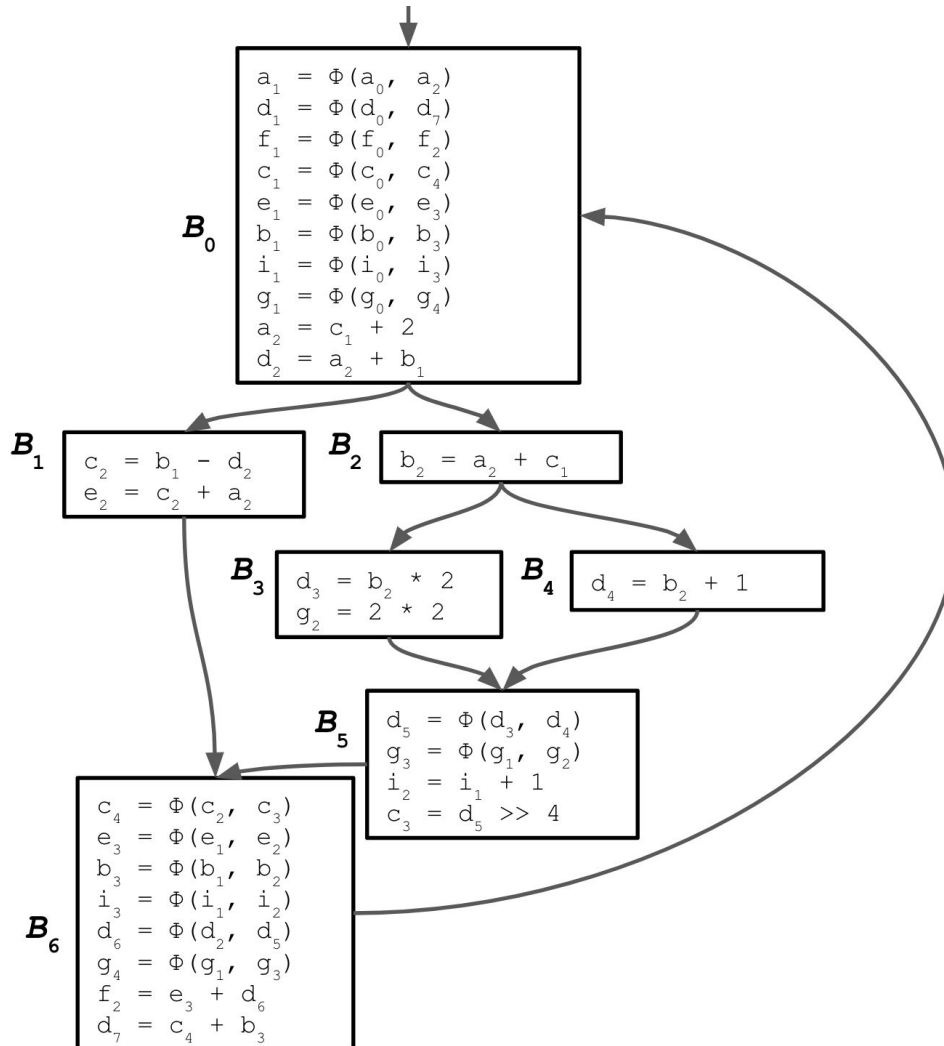 B₀
a₁ = Φ(a₀, a₂)
d₁ = Φ(d₀, d₇)
f₁ = Φ(f₀, f₂)
c₁ = Φ(c₀, c₄)
e₁ = Φ(e₀, e₃)
b₁ = Φ(b₀, b₃)
i₁ = Φ(i₀, i₃)
g₁ = Φ(g₀, g₄)
a₂ = c₁ + 2
d₂ = a₂ + b₁
B₁
c₂ = b₁ - d₂
e₂ = c₂ + a₂
B₂
b₂ = a₂ + c₁
B₃
d₃ = b₂ * 2
g₂ = 2 * 2
B₄
d₄ = b₂ + 1
B₅
d₅ = Φ(d₃, d₄)
g₃ = Φ(g₁, g₂)
i₂ = i₁ + 1
c₃ = d₅ >> 4
B₆
c₄ = Φ(c₂, c₃)
e₃ = Φ(e₁, e₂)
b₃ = Φ(b₁, b₂)
i₃ = Φ(i₁, i₂)
d₆ = Φ(d₂, d₅)
g₄ = Φ(g₁, g₃)
f₂ = e₃ + d₆
d₇ = c₄ + b₃